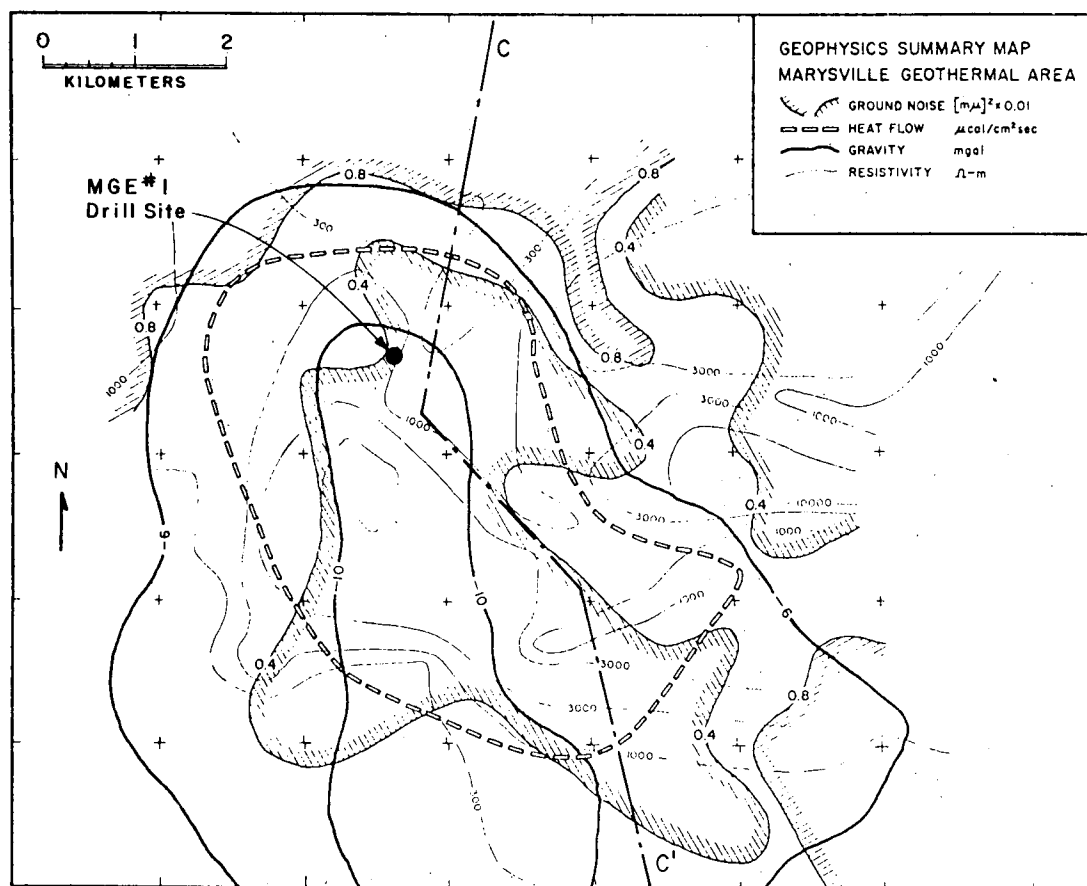 0 1 2
KILOMETERS
C
GEOPHYSICS SUMMARY MAP
MARYSVILLE GEOTHERMAL AREA
GROUND NOISE [mμ]²x0.01
HEAT FLOW μcal/cm²sec
GRAVITY mgal
RESISTIVITY Ω-m
MGE#1
Drill Site
0.8
0.8
300
300
0.4
0.4
0.8
0.8
1000
3000
1000
3000
1000
1000
0.4
N
10000
0.4
3000
1000
-6
-10
-10
1000
-6
0.4
3000
0.8
3000
0.4
1000
300
C'